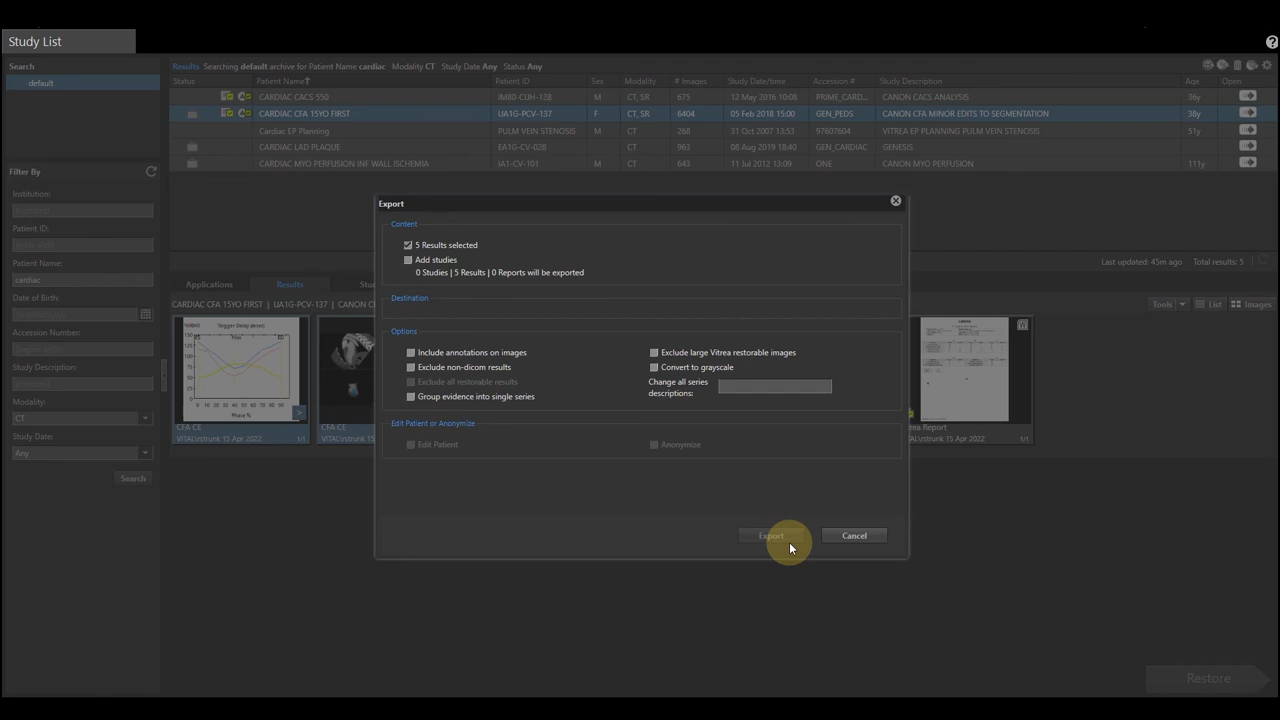 Study List
Search
default
Results Searching default archive for Patient Name cardiac Modality CT Study Date Any Status Any
Status Patient Name Patient ID Sex Modality # Images Study Date/time Accession # Study Description Age Open
CARDIAC CACS 550 IM80-CUH-128 M CT, SR 675 12 May 2016 10:08 PRIME_CARD... CANON CACS ANALYSIS 36y
CARDIAC CFA 15YO FIRST UA1G-PCV-137 F CT, SR 6404 05 Feb 2018 15:00 GEN_PEDS CANON CFA MINOR EDITS TO SEGMENTATION 38y
Cardiac EP Planning PULM VEIN STENOSIS M CT 268 31 Oct 2007 13:53 97607604 VITREA EP PLANNING PULM VEIN STENOSIS 51y
CARDIAC LAD PLAQUE EA1G-CV-028 F CT 963 08 Aug 2019 18:40 GEN_CARDIAC GENESIS
CARDIAC MYO PERFUSION INF WALL ISCHEMIA IA1-CV-101 M CT 643 11 Jul 2012 13:09 ONE CANON MYO PERFUSION 111y
Filter By
Institution:
Patient ID:
Patient Name:
cardiac
Date of Birth:
Accession Number:
Study Description:
Modality:
CT
Study Date:
Any
Search
Last updated: 45m ago Total results: 5
Applications Results Stu
CARDIAC CFA 15YO FIRST | UA1G-PCV-137 | CANON C
Tools List Images
Trigger Delay (msec)
Phase %
CFA CE
VITAL\rstrunk 15 Apr 2022 1/1
CFA CE
VITAL\rs
rea Report
15 Apr 2022 1/1
Export
Content
5 Results selected
Add studies
0 Studies | 5 Results | 0 Reports will be exported
Destination
Options
Include annotations on images
Exclude large Vitrea restorable images
Exclude non-dicom results
Convert to grayscale
Exclude all restorable results
Change all series
descriptions:
Group evidence into single series
Edit Patient or Anonymize
Edit Patient
Anonymize
Export
Cancel
Restore